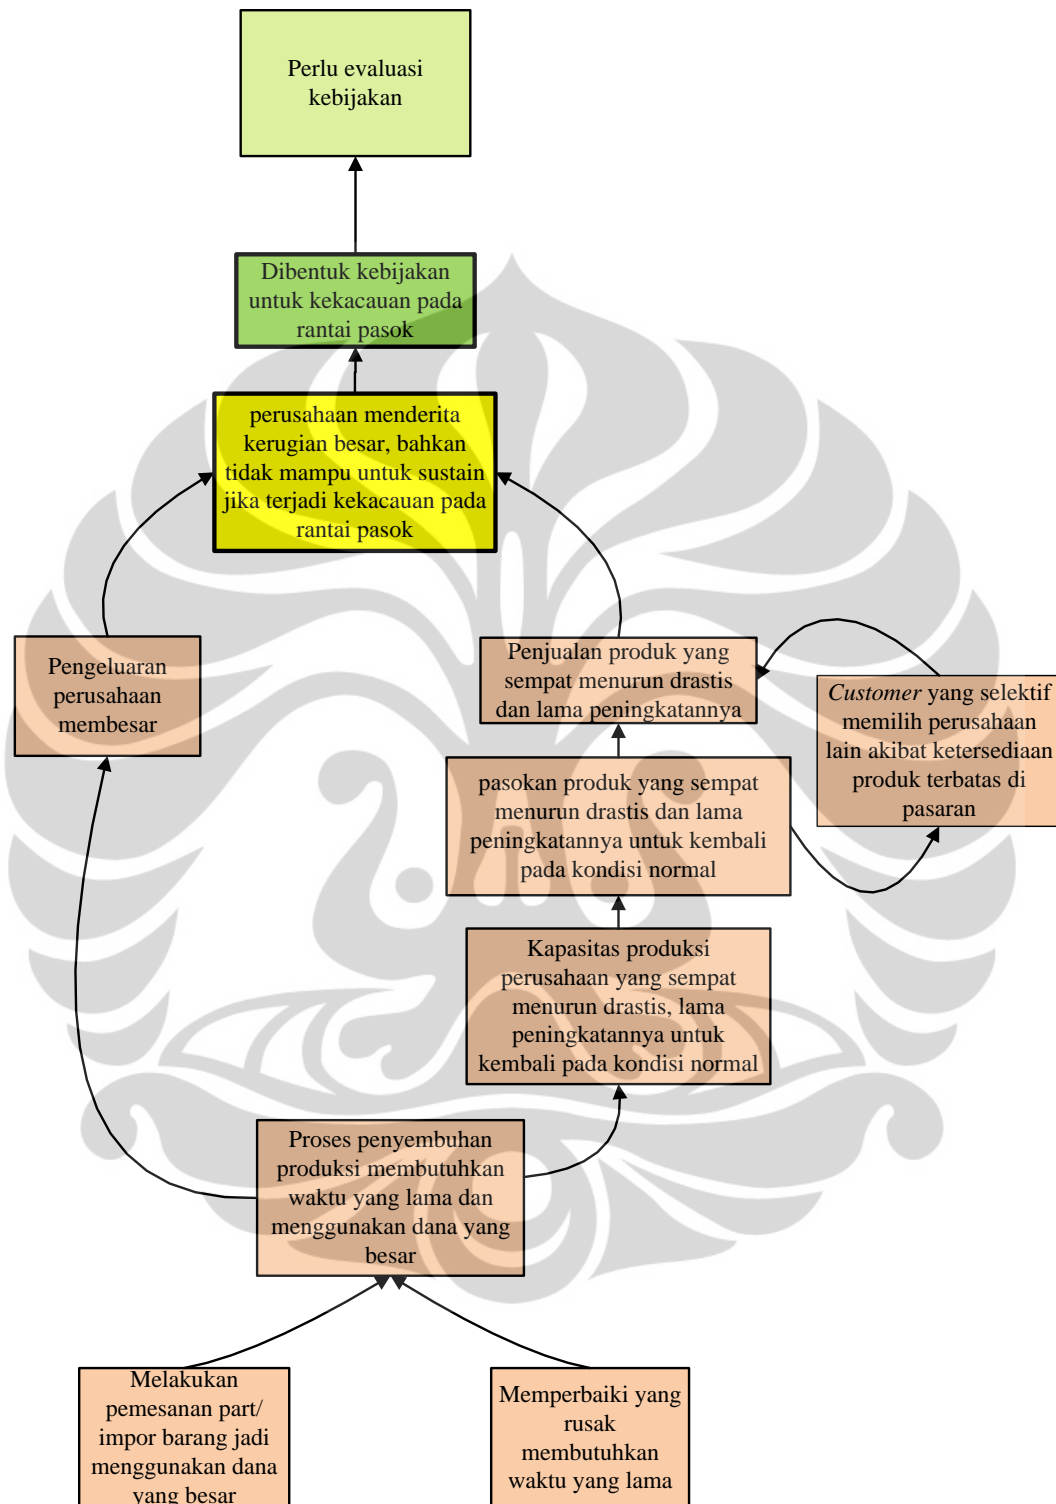 Perlu evaluasi
kebijakan
Dibentuk kebijakan
untuk kekacauan pada
rantai pasok
perusahaan menderita
kerugian besar, bahkan
tidak mampu untuk sustain
jika terjadi kekacauan pada
rantai pasok
Pengeluaran
perusahaan
membesar
Penjualan produk yang
sempat menurun drastis
dan lama peningkatannya
Customer yang selektif
memilih perusahaan
lain akibat ketersediaan
produk terbatas di
pasaran
pasokan produk yang sempat
menurun drastis dan lama
peningkatannya untuk kembali
pada kondisi normal
Kapasitas produksi
perusahaan yang sempat
menurun drastis, lama
peningkatannya untuk
kembali pada kondisi normal
Proses penyembuhan
produksi membutuhkan
waktu yang lama dan
menggunakan dana yang
besar
Melakukan
pemesanan part/
impor barang jadi
menggunakan dana
yang besar
Memperbaiki yang
rusak
membutuhkan
waktu yang lama